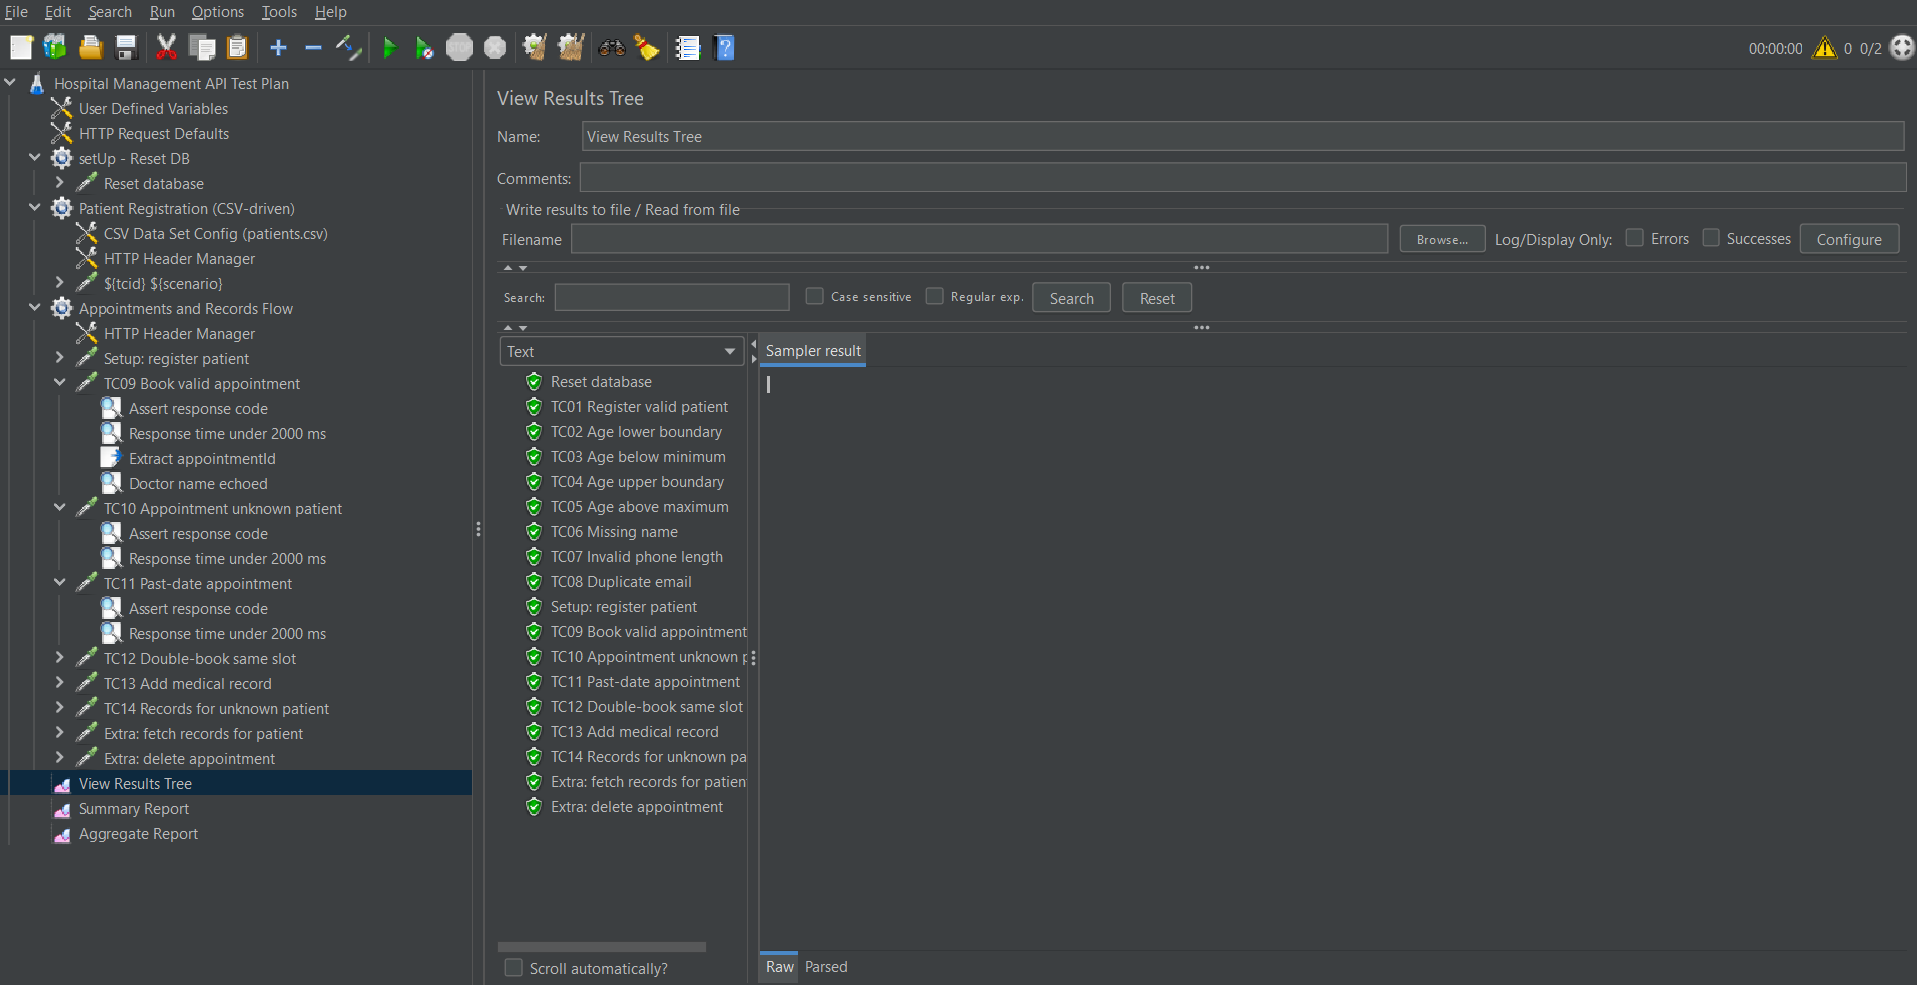 File Edit Search Run Options Tools Help
STOP
00:00:00 0 0/2
Hospital Management API Test Plan
User Defined Variables
HTTP Request Defaults
setUp - Reset DB
Reset database
Patient Registration (CSV-driven)
CSV Data Set Config (patients.csv)
HTTP Header Manager
${tcid} ${scenario}
Appointments and Records Flow
HTTP Header Manager
Setup: register patient
TC09 Book valid appointment
Assert response code
Response time under 2000 ms
Extract appointmentId
Doctor name echoed
TC10 Appointment unknown patient
Assert response code
Response time under 2000 ms
TC11 Past-date appointment
Assert response code
Response time under 2000 ms
TC12 Double-book same slot
TC13 Add medical record
TC14 Records for unknown patient
Extra: fetch records for patient
Extra: delete appointment
View Results Tree
Summary Report
Aggregate Report
View Results Tree
Name: View Results Tree
Comments:
Write results to file / Read from file
Filename Browse... Log/Display Only: Errors Successes Configure
Search: Case sensitive Regular exp. Search Reset
Text
Reset database
TC01 Register valid patient
TC02 Age lower boundary
TC03 Age below minimum
TC04 Age upper boundary
TC05 Age above maximum
TC06 Missing name
TC07 Invalid phone length
TC08 Duplicate email
Setup: register patient
TC09 Book valid appointment
TC10 Appointment unknown p
TC11 Past-date appointment
TC12 Double-book same slot
TC13 Add medical record
TC14 Records for unknown pa
Extra: fetch records for patien
Extra: delete appointment
Scroll automatically?
Sampler result
Raw Parsed